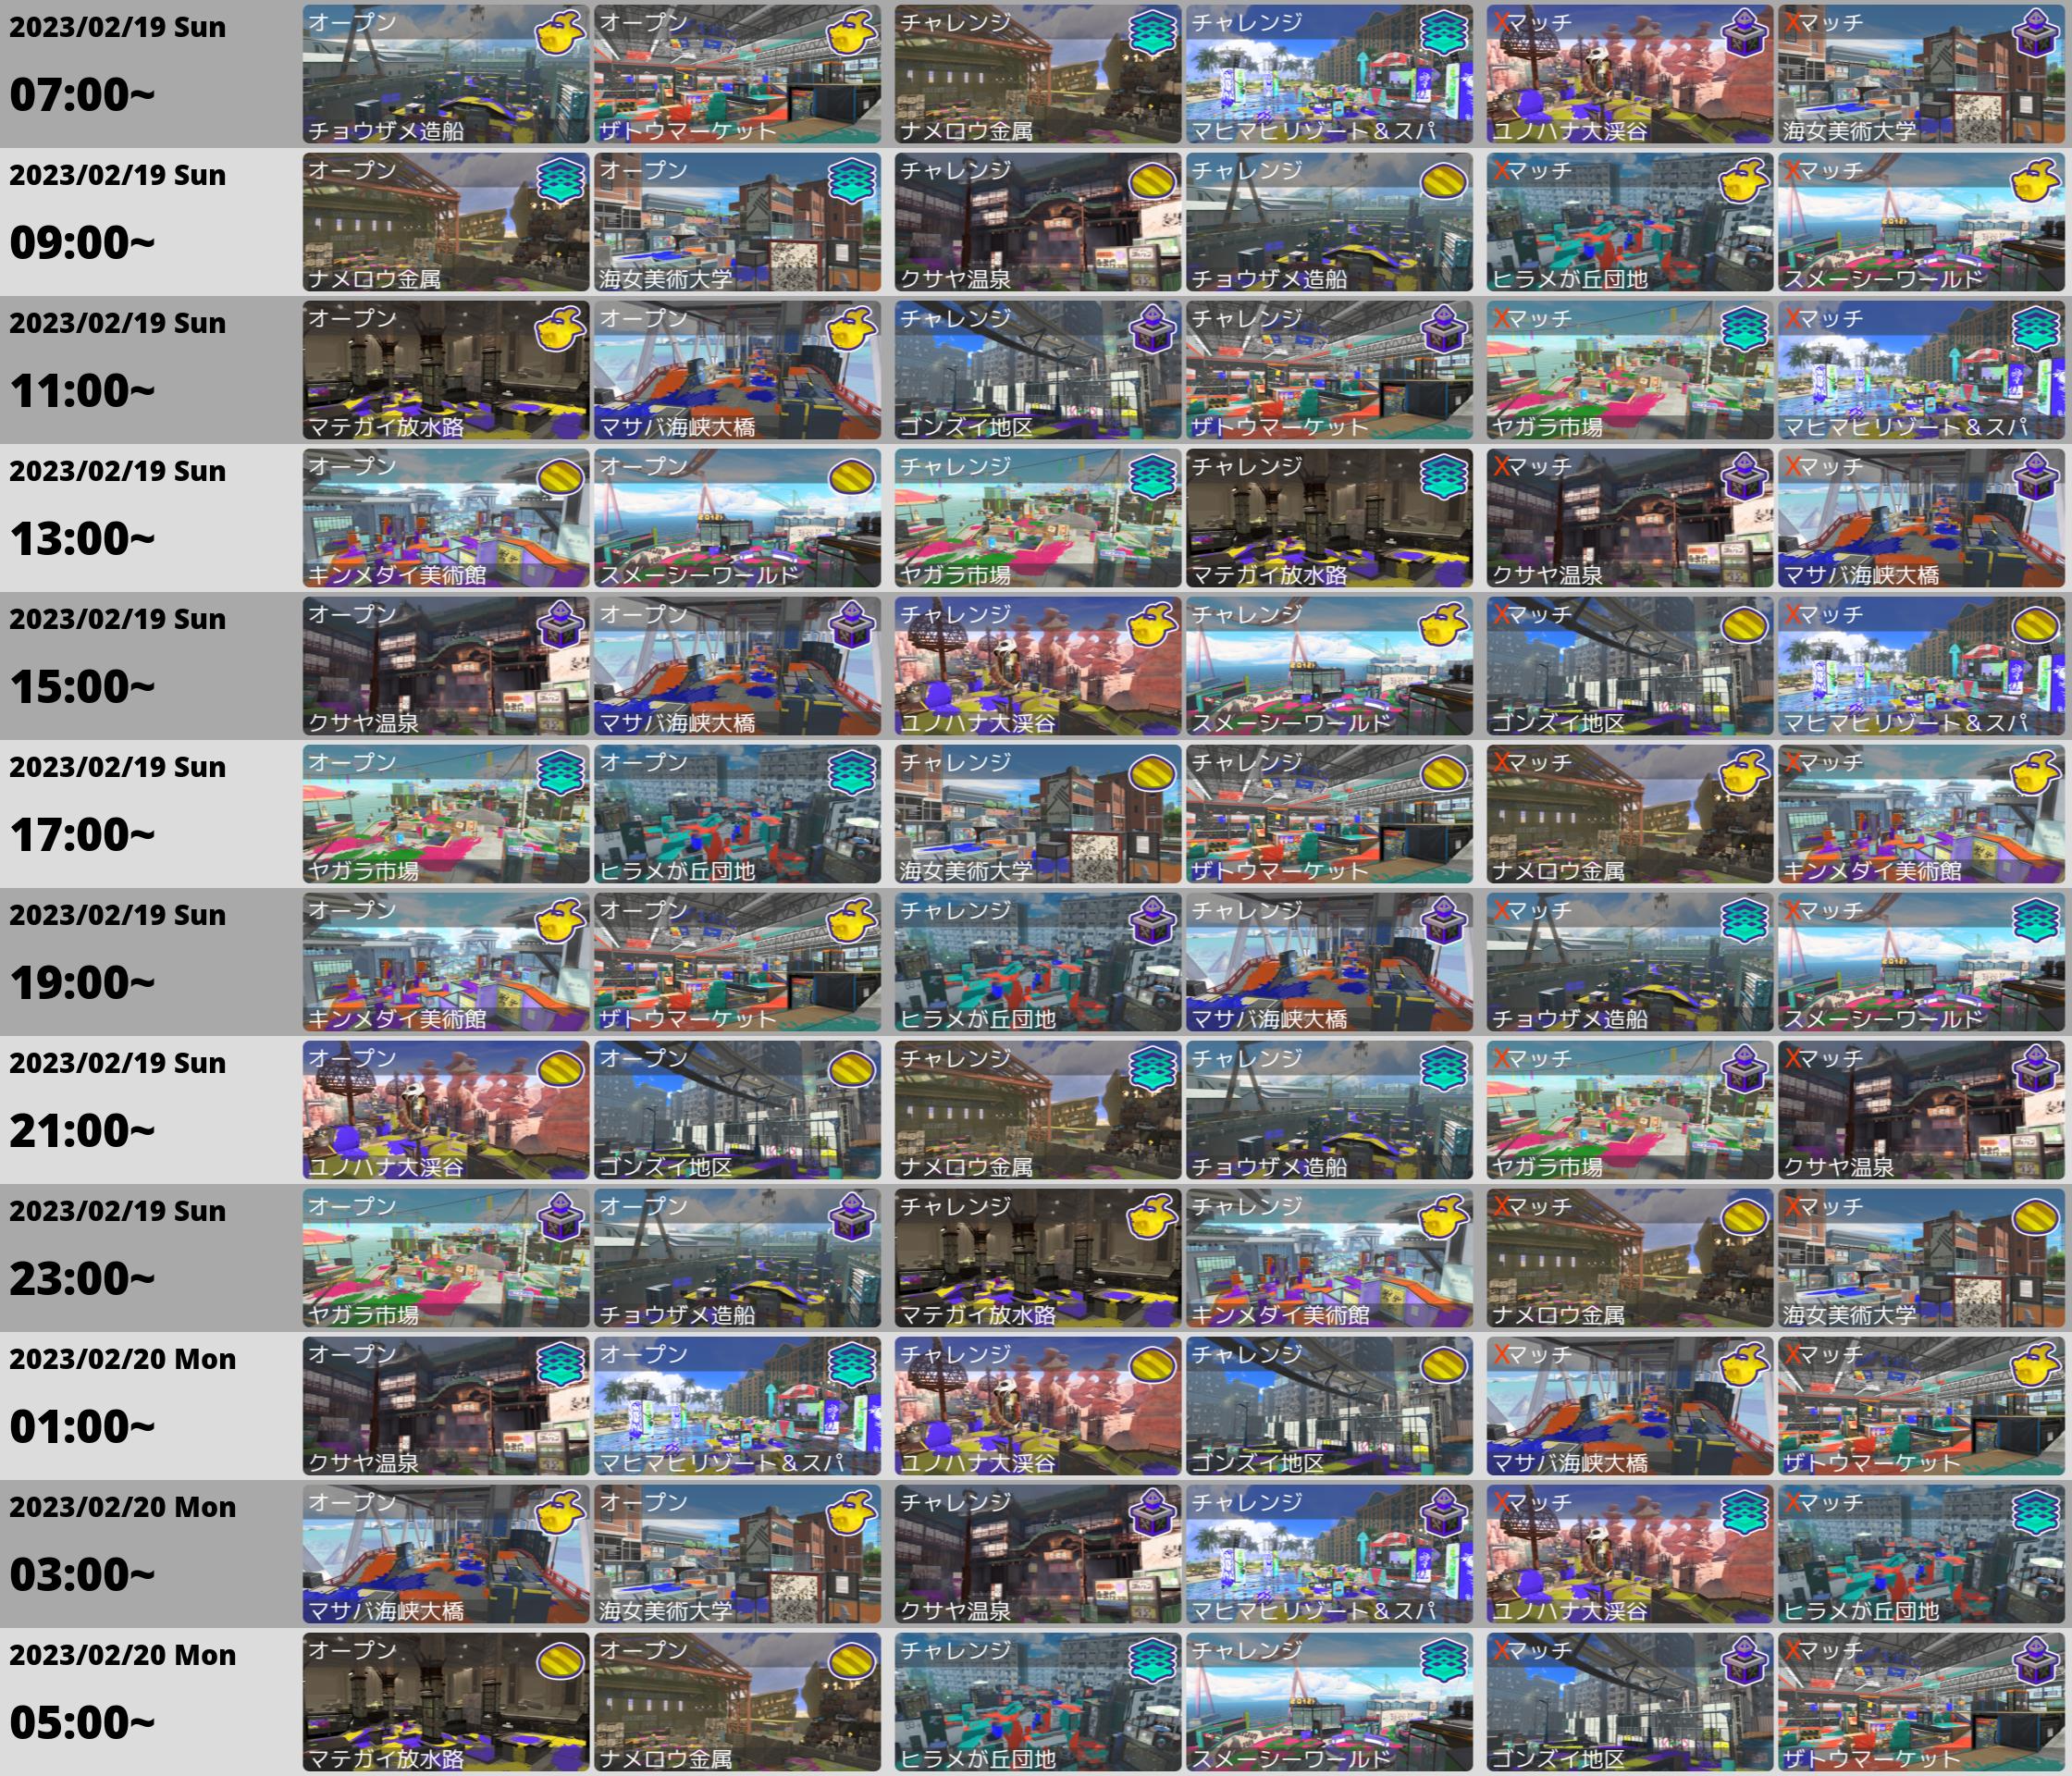 2023/02/19 Sun
07:00~
オープン
チョウザメ造船
オープン
ザトウマーケット
チャレンジ
ナメロウ金属
チャレンジ
マヒマヒリゾート＆スパ
Xマッチ
ユノハナ大渓谷
Xマッチ
海女美術大学
2023/02/19 Sun
09:00~
オープン
ナメロウ金属
オープン
海女美術大学
チャレンジ
クサヤ温泉
チャレンジ
チョウザメ造船
Xマッチ
ヒラメが丘団地
Xマッチ
スメーシーワールド
2023/02/19 Sun
11:00~
オープン
マテガイ放水路
オープン
マサバ海峡大橋
チャレンジ
ゴンズイ地区
チャレンジ
ザトウマーケット
Xマッチ
ヤガラ市場
Xマッチ
マヒマヒリゾート＆スパ
2023/02/19 Sun
13:00~
オープン
キンメダイ美術館
オープン
スメーシーワールド
チャレンジ
ヤガラ市場
チャレンジ
マテガイ放水路
Xマッチ
クサヤ温泉
Xマッチ
マサバ海峡大橋
2023/02/19 Sun
15:00~
オープン
クサヤ温泉
オープン
マサバ海峡大橋
チャレンジ
ユノハナ大渓谷
チャレンジ
スメーシーワールド
Xマッチ
ゴンズイ地区
Xマッチ
マヒマヒリゾート＆スパ
2023/02/19 Sun
17:00~
オープン
ヤガラ市場
オープン
ヒラメが丘団地
チャレンジ
海女美術大学
チャレンジ
ザトウマーケット
Xマッチ
ナメロウ金属
Xマッチ
キンメダイ美術館
2023/02/19 Sun
19:00~
オープン
キンメダイ美術館
オープン
ザトウマーケット
チャレンジ
ヒラメが丘団地
チャレンジ
マサバ海峡大橋
Xマッチ
チョウザメ造船
Xマッチ
スメーシーワールド
2023/02/19 Sun
21:00~
オープン
ユノハナ大渓谷
オープン
ゴンズイ地区
チャレンジ
ナメロウ金属
チャレンジ
チョウザメ造船
Xマッチ
ヤガラ市場
Xマッチ
クサヤ温泉
2023/02/19 Sun
23:00~
オープン
ヤガラ市場
オープン
チョウザメ造船
チャレンジ
マテガイ放水路
チャレンジ
キンメダイ美術館
Xマッチ
ナメロウ金属
Xマッチ
海女美術大学
2023/02/20 Mon
01:00~
オープン
クサヤ温泉
オープン
マヒマヒリゾート＆スパ
チャレンジ
ユノハナ大渓谷
チャレンジ
ゴンズイ地区
Xマッチ
マサバ海峡大橋
Xマッチ
ザトウマーケット
2023/02/20 Mon
03:00~
オープン
マサバ海峡大橋
オープン
海女美術大学
チャレンジ
クサヤ温泉
チャレンジ
マヒマヒリゾート＆スパ
Xマッチ
ユノハナ大渓谷
Xマッチ
ヒラメが丘団地
2023/02/20 Mon
05:00~
オープン
マテガイ放水路
オープン
ナメロウ金属
チャレンジ
ヒラメが丘団地
チャレンジ
スメーシーワールド
Xマッチ
ゴンズイ地区
Xマッチ
ザトウマーケット